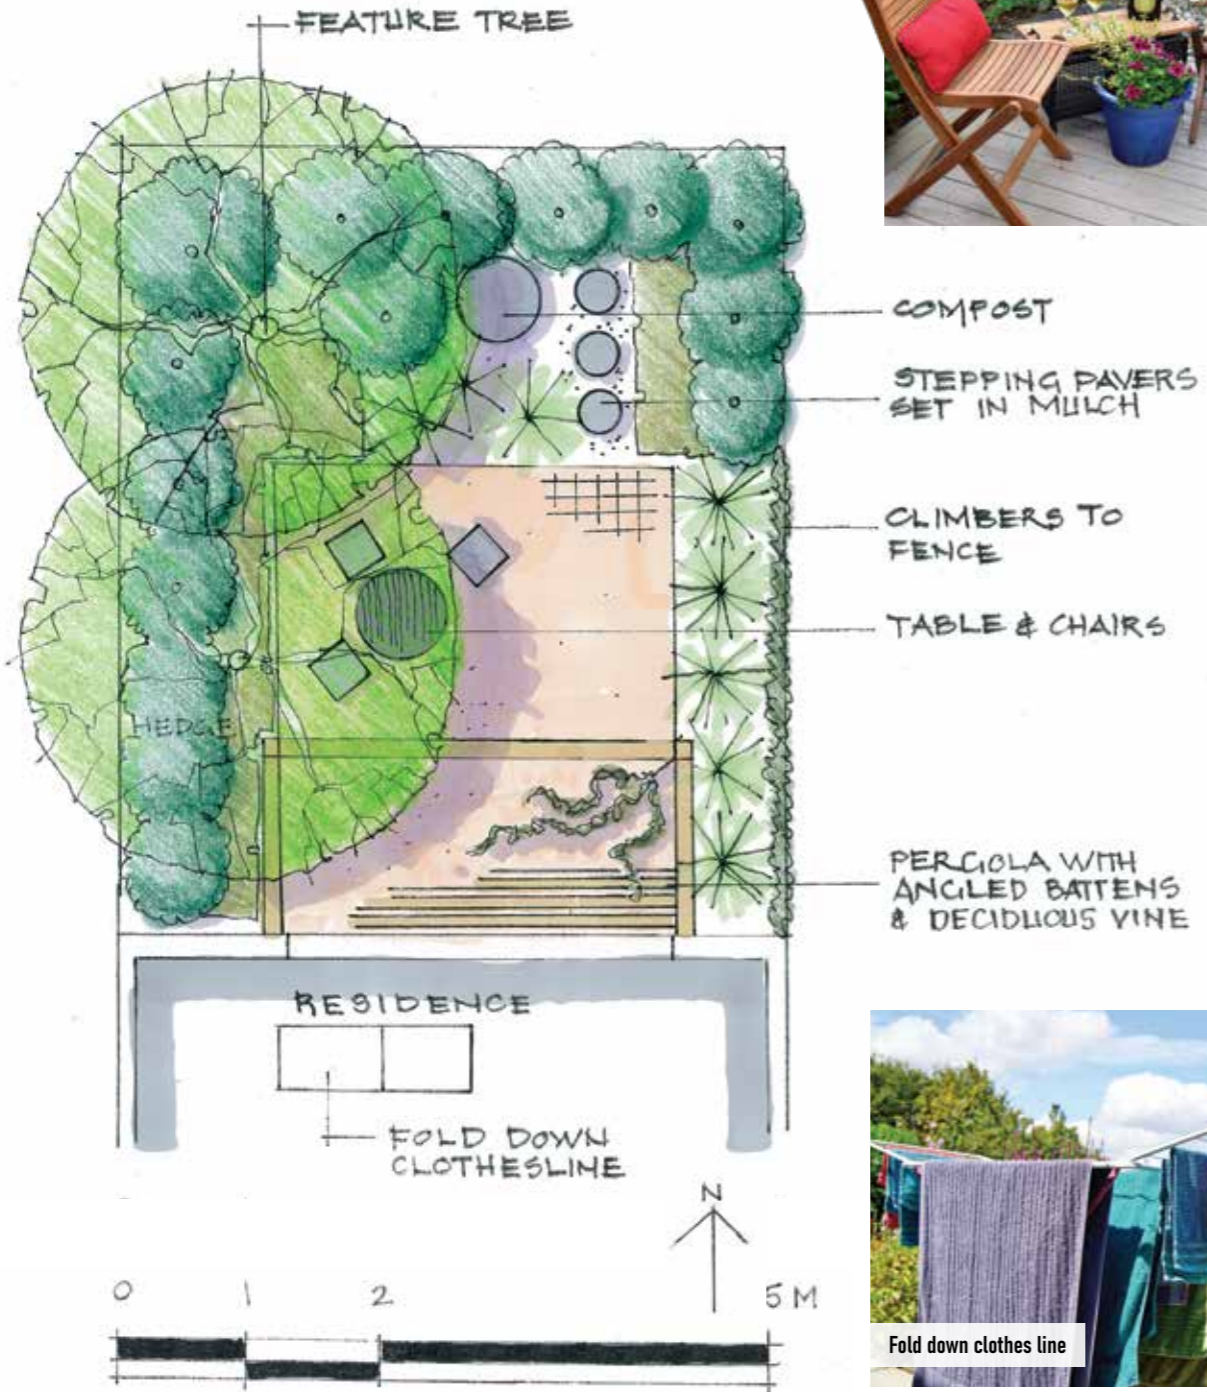 FEATURE TREE
COMPOST
STEPPING PAVERS
SET IN MULCH
CLIMBERS TO
FENCE
TABLE & CHAIRS
HEDGE
PERGOLA WITH
ANGLED BATTENS
& DECIDUOUS VINE
RESIDENCE
FOLD DOWN
CLOTHESLINE
N
0 1 2 5 M
Fold down clothes line